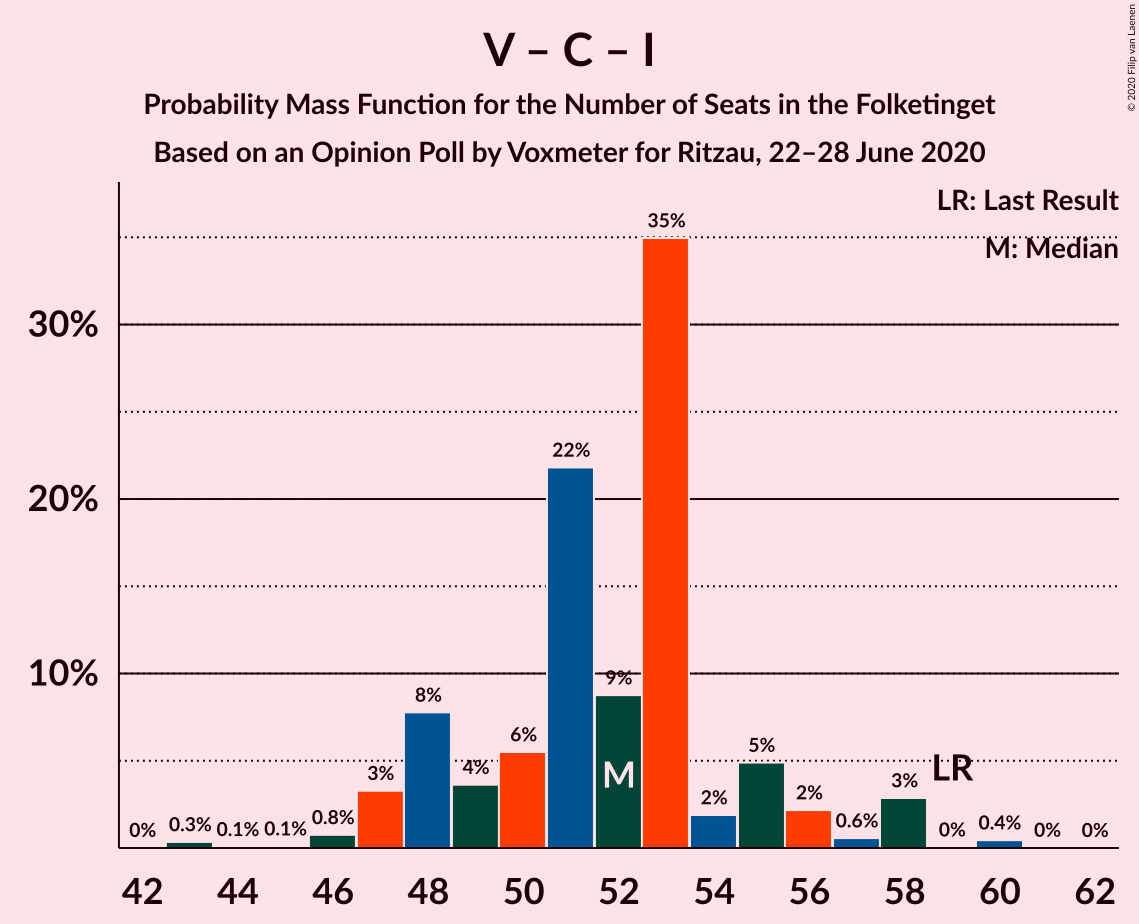 V – C – I
Probability Mass Function for the Number of Seats in the Folketinget
Based on an Opinion Poll by Voxmeter for Ritzau, 22–28 June 2020
© 2020 Filip van Laenen
LR: Last Result
M: Median
35%
30%
22%
20%
10%
9%
8%
6%
5%
4%
3%
M
LR
3%
2%
2%
0.8%
0.6%
0.4%
0.3%
0.1%
0.1%
0%
0%
0%
0%
42 44 46 48 50 52 54 56 58 60 62